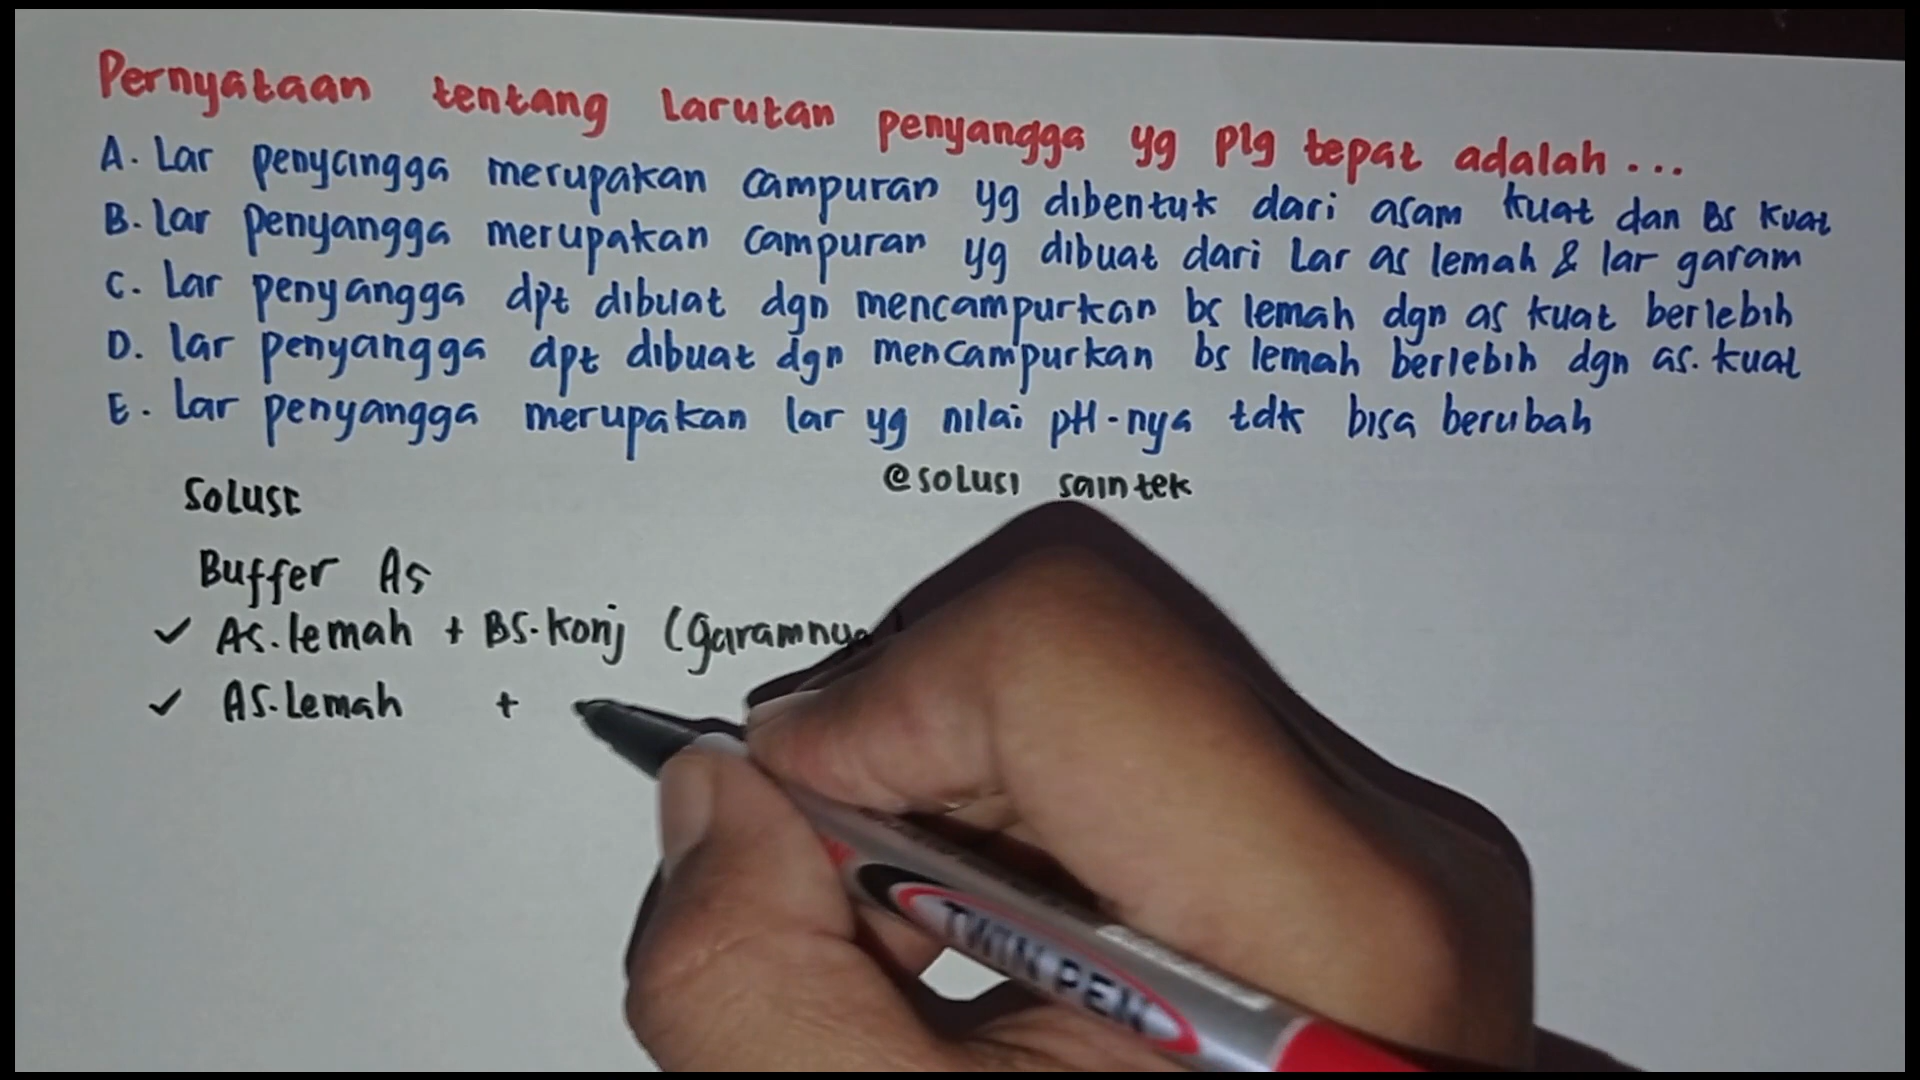 Pernyataan tentang Larutan penyangga yg plg tepat adalah...
A. Lar penyangga merupakan campuran yg dibentuk dari asam kuat dan Bs kuat
B. lar penyangga merupakan campuran yg dibuat dari Lar as lemah & lar garam
C. Lar penyangga dpt dibuat dgn mencampurkan bs lemah dgn as kuat berlebih
D. lar penyangga dpt dibuat dgn mencampurkan bs lemah berlebih dgn as. kuat
E. lar penyangga merupakan lar yg nilai pH-nya tdk bisa berubah
@solusi saintek
Solusi
Buffer As
✓ As.lemah + BS.konj (garamnya)
✓ AS.Lemah +
TWIN PEN